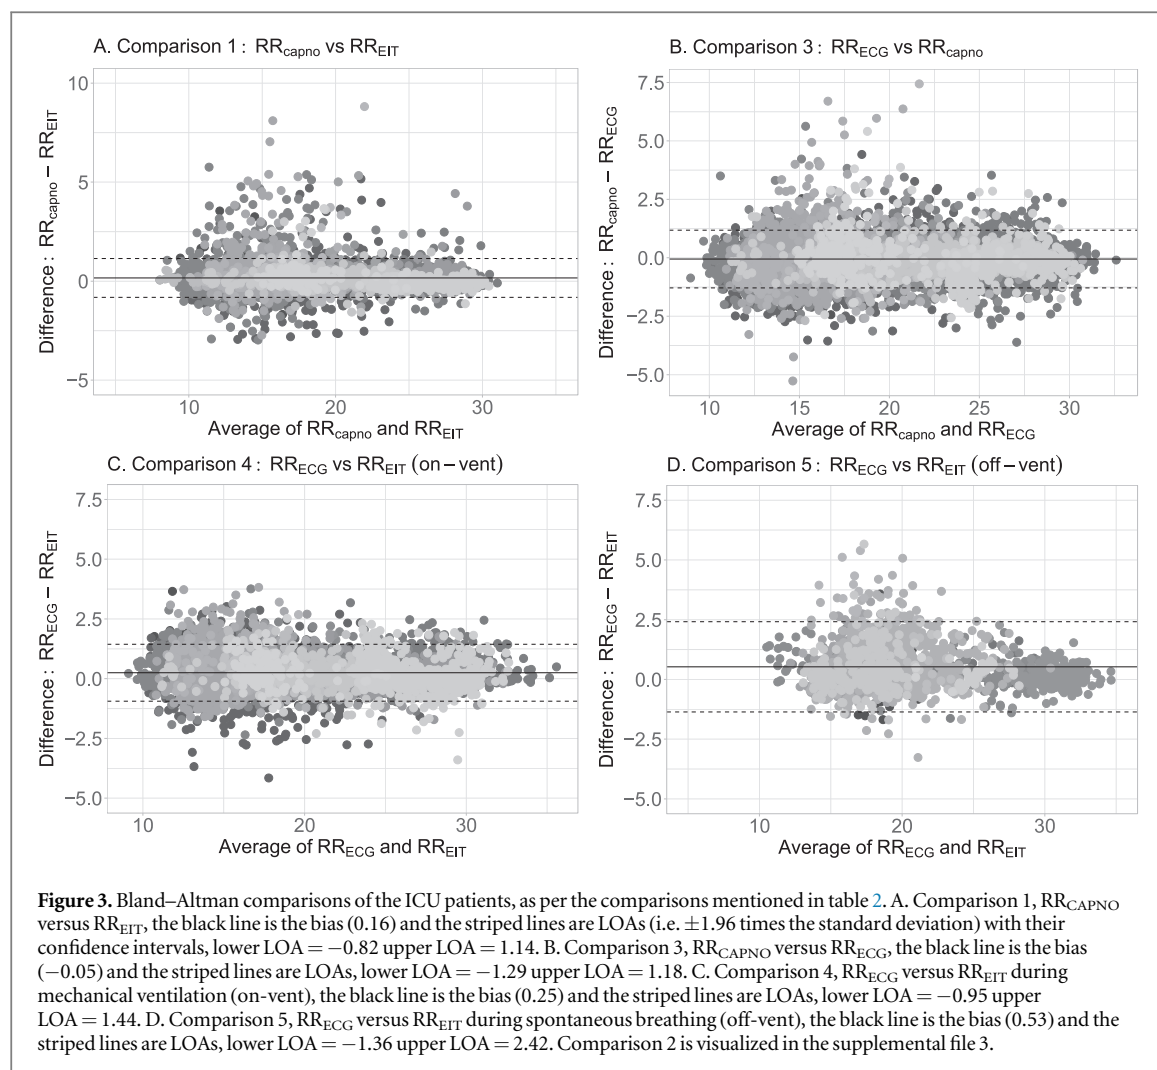 A. Comparison 1 : RRcapno vs RREIT
10
5
0
−5
Difference : RRcapno − RREIT
10 20 30
Average of RRcapno and RREIT
B. Comparison 3 : RRECG vs RRcapno
7.5
5.0
2.5
0.0
−2.5
−5.0
Difference : RRcapno − RRECG
10 15 20 25 30
Average of RRcapno and RRECG
C. Comparison 4 : RRECG vs RREIT (on−vent)
7.5
5.0
2.5
0.0
−2.5
−5.0
Difference : RRECG − RREIT
10 20 30
Average of RRECG and RREIT
D. Comparison 5 : RRECG vs RREIT (off−vent)
7.5
5.0
2.5
0.0
−2.5
−5.0
Difference : RRECG − RREIT
10 20 30
Average of RRECG and RREIT
Figure 3. Bland–Altman comparisons of the ICU patients, as per the comparisons mentioned in table 2. A. Comparison 1, RRCAPNO
versus RREIT, the black line is the bias (0.16) and the striped lines are LOAs (i.e. ±1.96 times the standard deviation) with their
confidence intervals, lower LOA = −0.82 upper LOA = 1.14. B. Comparison 3, RRCAPNO versus RRECG, the black line is the bias
(−0.05) and the striped lines are LOAs, lower LOA = −1.29 upper LOA = 1.18. C. Comparison 4, RRECG versus RREIT during
mechanical ventilation (on-vent), the black line is the bias (0.25) and the striped lines are LOAs, lower LOA = −0.95 upper
LOA = 1.44. D. Comparison 5, RRECG versus RREIT during spontaneous breathing (off-vent), the black line is the bias (0.53) and the
striped lines are LOAs, lower LOA = −1.36 upper LOA = 2.42. Comparison 2 is visualized in the supplemental file 3.